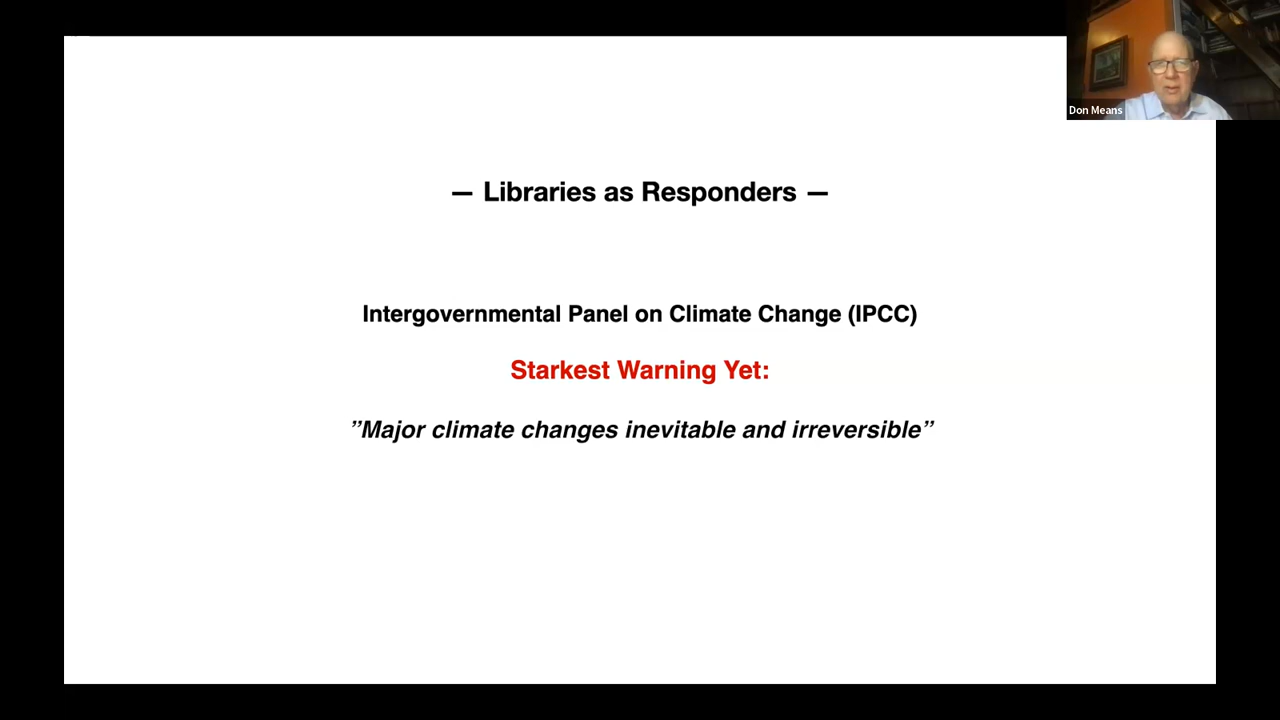 Don Means
— Libraries as Responders —
Intergovernmental Panel on Climate Change (IPCC)
Starkest Warning Yet:
”Major climate changes inevitable and irreversible”